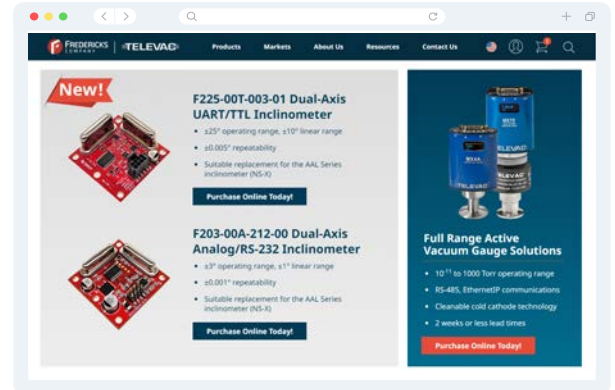 FREDERICKS COMPANY | TELEVAC
Products Markets About Us Resources Contact Us
New!
F225-00T-003-01 Dual-Axis
UART/TTL Inclinometer
• ±25° operating range, ±10° linear range
• ±0.005° repeatability
• Suitable replacement for the AAL Series
inclinometer (NS-X)
Purchase Online Today!
F203-00A-212-00 Dual-Axis
Analog/RS-232 Inclinometer
• ±3° operating range, ±1° linear range
• ±0.001° repeatability
• Suitable replacement for the AAL Series
inclinometer (NS-X)
Purchase Online Today!
TELEVAC
TELEVAC
Full Range Active
Vacuum Gauge Solutions
• 10⁻¹¹ to 1000 Torr operating range
• RS-485, EthernetIP communications
• Cleanable cold cathode technology
• 2 weeks or less lead times
Purchase Online Today!